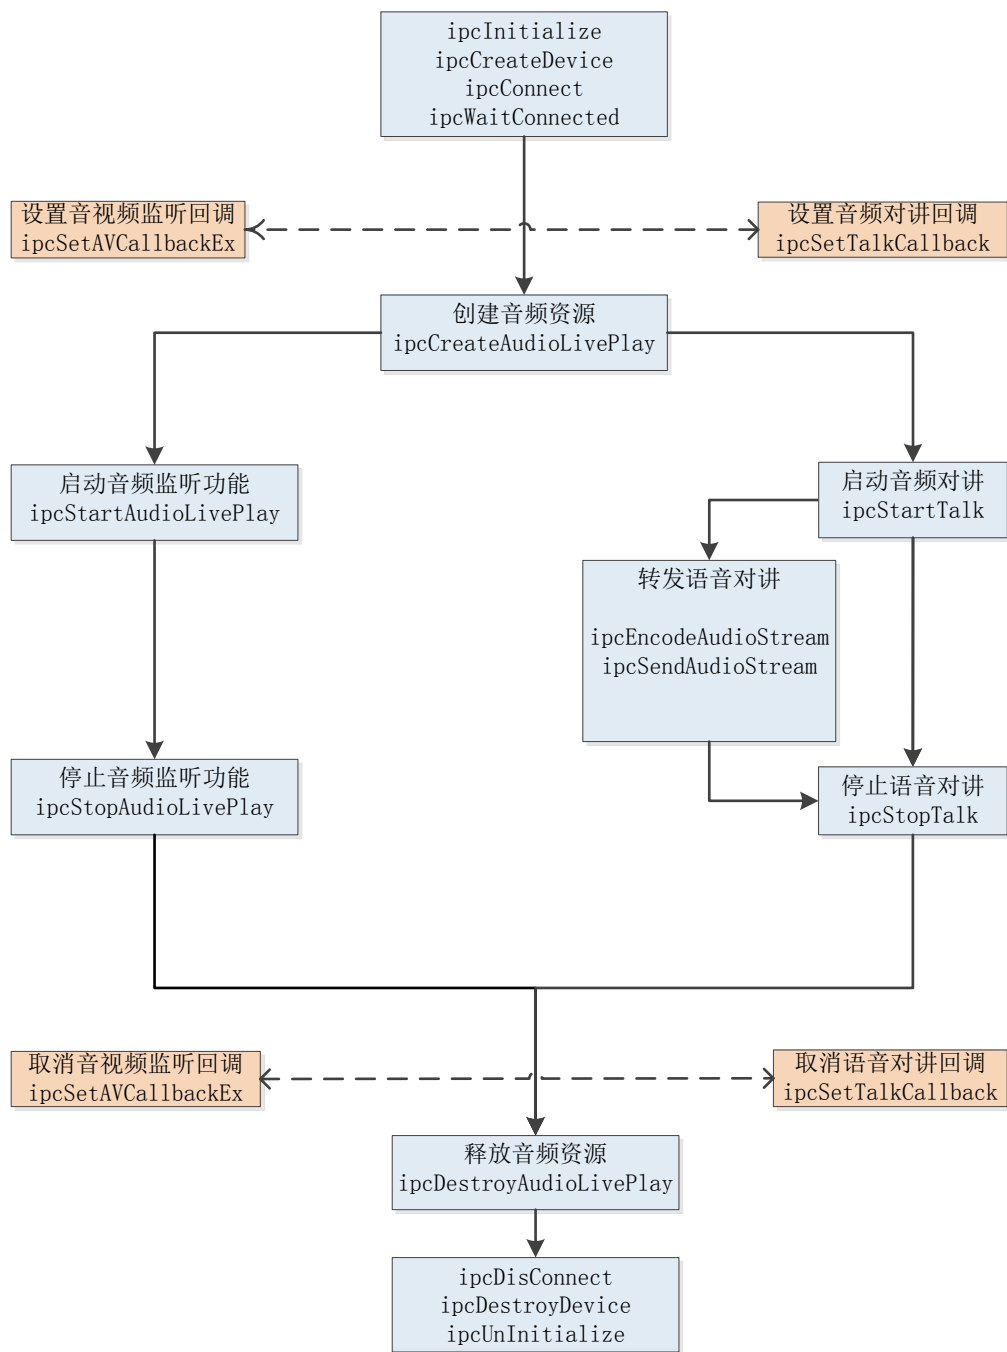 ipcInitialize
ipcCreateDevice
ipcConnect
ipcWaitConnected
设置音视频监听回调
ipcSetAVCallbackEx
设置音频对讲回调
ipcSetTalkCallback
创建音频资源
ipcCreateAudioLivePlay
启动音频监听功能
ipcStartAudioLivePlay
启动音频对讲
ipcStartTalk
转发语音对讲
ipcEncodeAudioStream
ipcSendAudioStream
停止音频监听功能
ipcStopAudioLivePlay
停止语音对讲
ipcStopTalk
取消音视频监听回调
ipcSetAVCallbackEx
取消语音对讲回调
ipcSetTalkCallback
释放音频资源
ipcDestroyAudioLivePlay
ipcDisConnect
ipcDestroyDevice
ipcUnInitialize